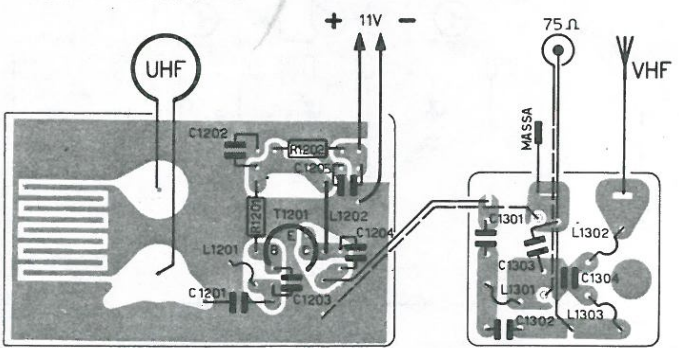 + 11V −
75Ω
UHF
VHF
MASSA
C1202
R1202
C1205
R1201
T1201
L1202
E
C1204
L1201
C1201
C1203
C1301
L1302
C1303
C1304
L1301
C1302
L1303